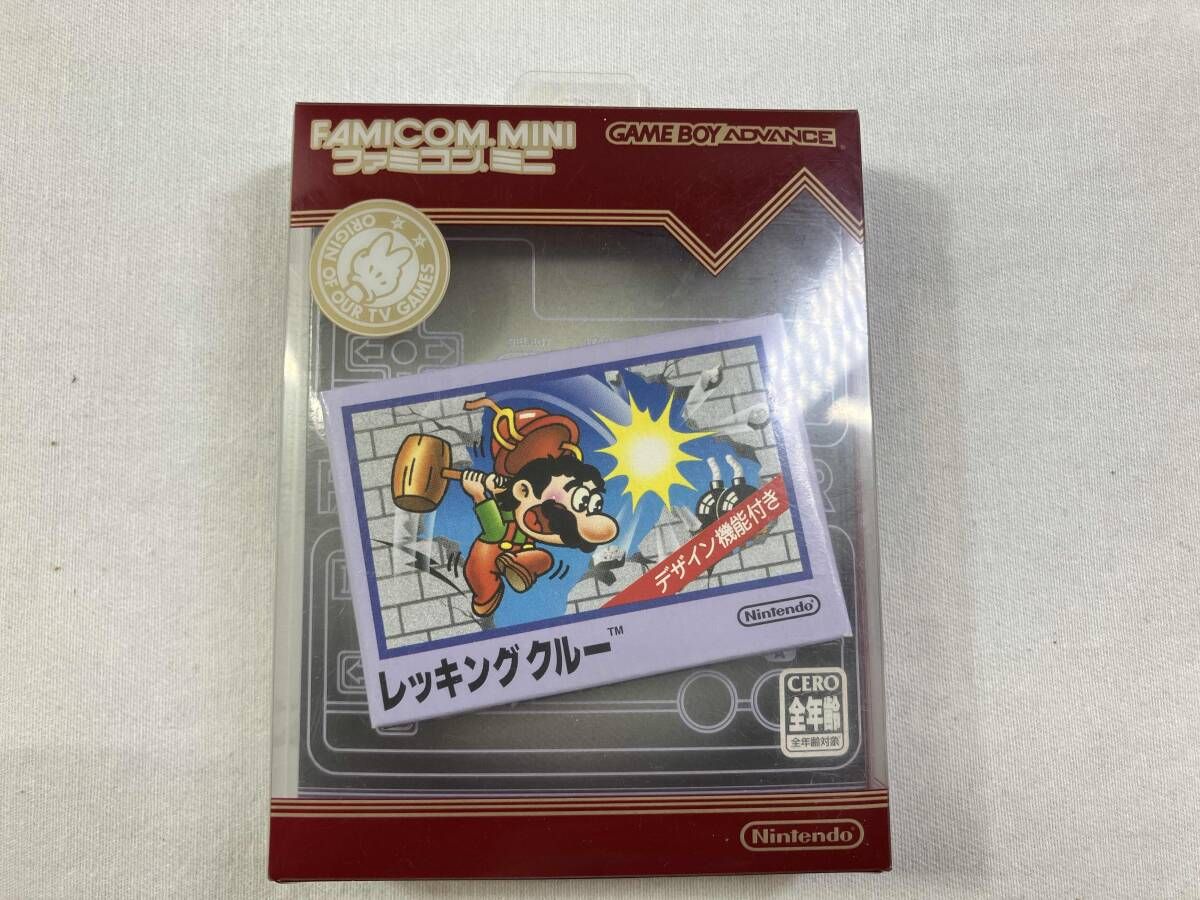 FAMICOM MINI
ファミコン ミニ
GAME BOY ADVANCE
ORIGIN OF OUR TV GAMES
デザイン機能付き
Nintendo
レッキングクルー™
CERO
全年齢
全年齢対象
Nintendo